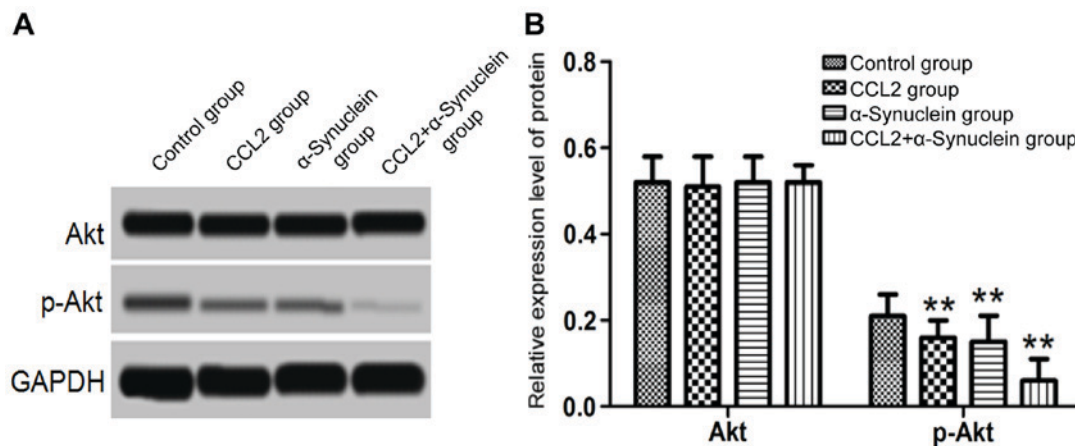 A
Control group
CCL2 group
α-Synuclein
group
CCL2+α-Synuclein
group
Akt
p-Akt
GAPDH
B
Relative expression level of protein
0.8
0.6
0.4
0.2
0.0
Control group
CCL2 group
α-Synuclein group
CCL2+α-Synuclein group
**
**
**
Akt
p-Akt